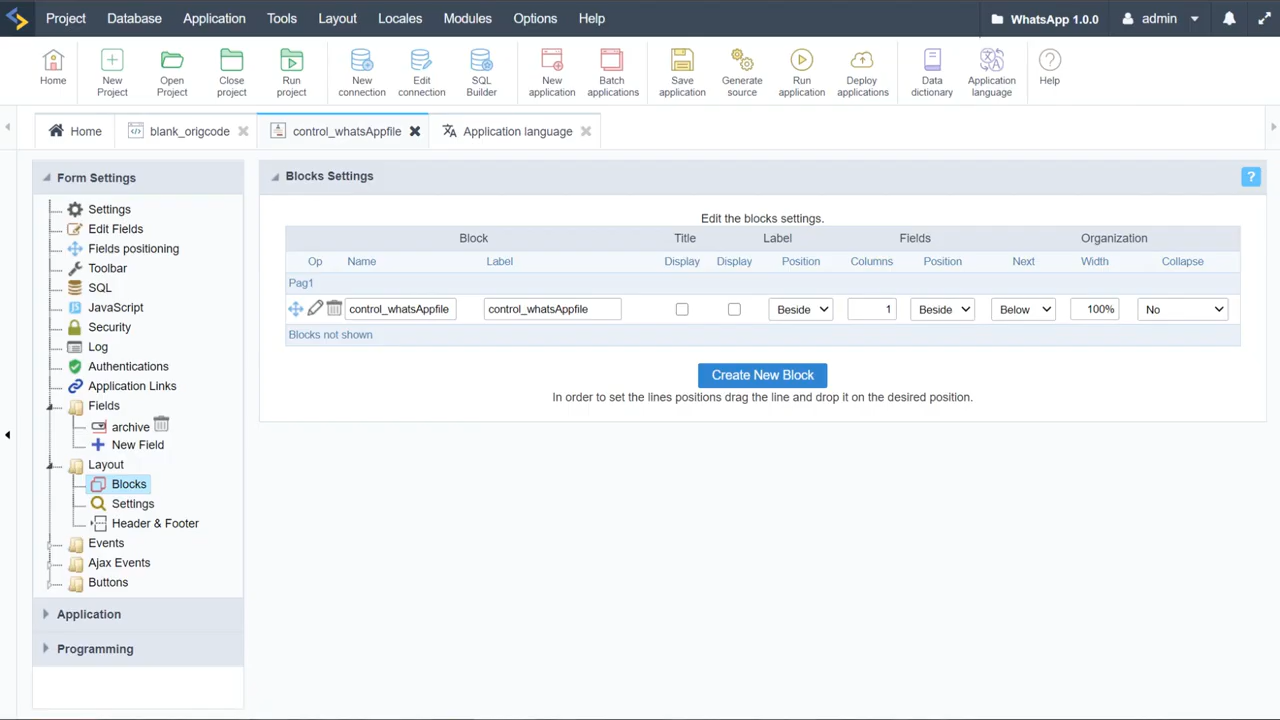 Project Database Application Tools Layout Locales Modules Options Help WhatsApp 1.0.0 admin
Home New Project Open Project Close project Run project New connection Edit connection SQL Builder New application Batch applications Save application Generate source Run application Deploy applications Data dictionary Application language Help
Home blank_origcode control_whatsAppfile Application language
Form Settings
Settings
Edit Fields
Fields positioning
Toolbar
SQL
JavaScript
Security
Log
Authentications
Application Links
Fields
archive
New Field
Layout
Blocks
Settings
Header & Footer
Events
Ajax Events
Buttons
Application
Programming
Blocks Settings ?
Edit the blocks settings.
Block Title Label Fields Organization
Op Name Label Display Display Position Columns Position Next Width Collapse
Pag1
control_whatsAppfile control_whatsAppfile Beside 1 Beside Below 100% No
Blocks not shown
Create New Block
In order to set the lines positions drag the line and drop it on the desired position.